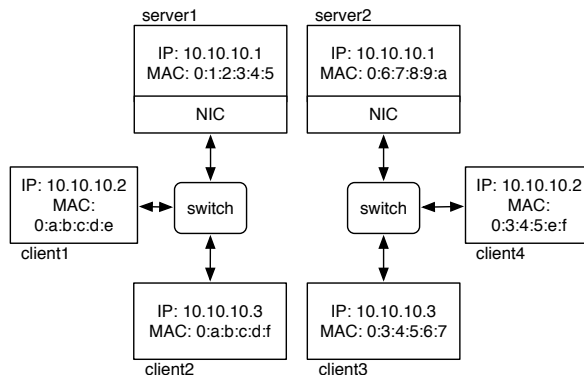 server1
IP: 10.10.10.1
MAC: 0:1:2:3:4:5
NIC
server2
IP: 10.10.10.1
MAC: 0:6:7:8:9:a
NIC
IP: 10.10.10.2
MAC:
0:a:b:c:d:e
client1
switch
switch
IP: 10.10.10.2
MAC:
0:3:4:5:e:f
client4
IP: 10.10.10.3
MAC: 0:a:b:c:d:f
client2
IP: 10.10.10.3
MAC: 0:3:4:5:6:7
client3